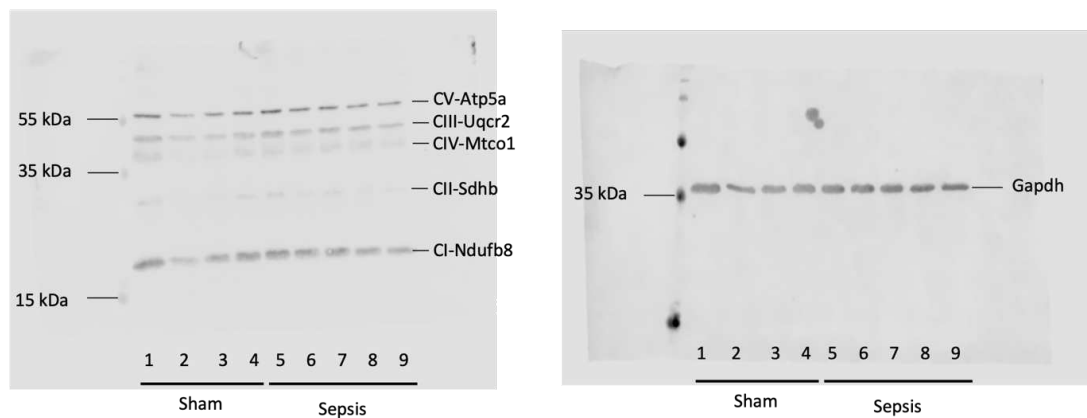 CV-Atp5a
55 kDa
CIII-Uqcr2
CIV-Mtco1
35 kDa
CII-Sdhb
CI-Ndufb8
15 kDa
1 2 3 4 5 6 7 8 9
Sham Sepsis
35 kDa
Gapdh
1 2 3 4 5 6 7 8 9
Sham Sepsis